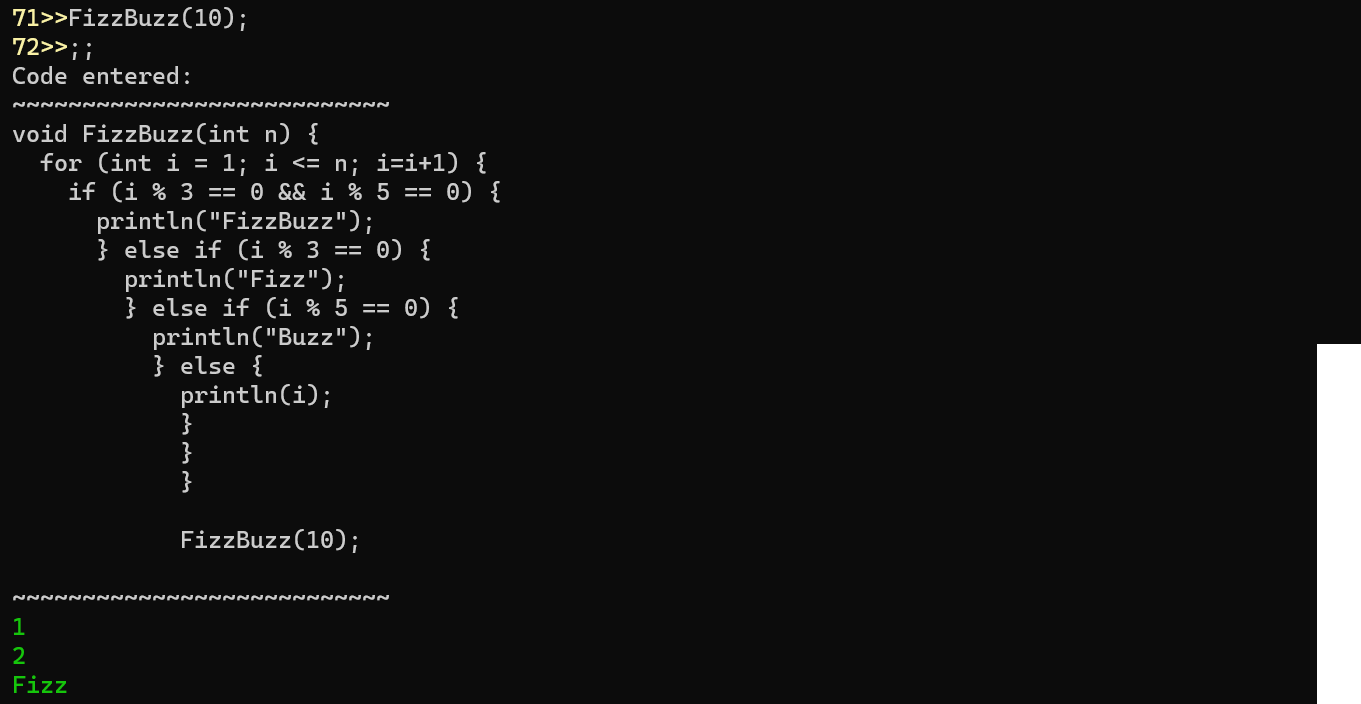 71>>FizzBuzz(10);
72>>;;
Code entered:
~~~~~~~~~~~~~~~~~~~~~~~~~~~
void FizzBuzz(int n) {
  for (int i = 1; i <= n; i=i+1) {
    if (i % 3 == 0 && i % 5 == 0) {
      println("FizzBuzz");
      } else if (i % 3 == 0) {
        println("Fizz");
        } else if (i % 5 == 0) {
          println("Buzz");
          } else {
            println(i);
            }
            }
            }

            FizzBuzz(10);

~~~~~~~~~~~~~~~~~~~~~~~~~~~
1
2
Fizz